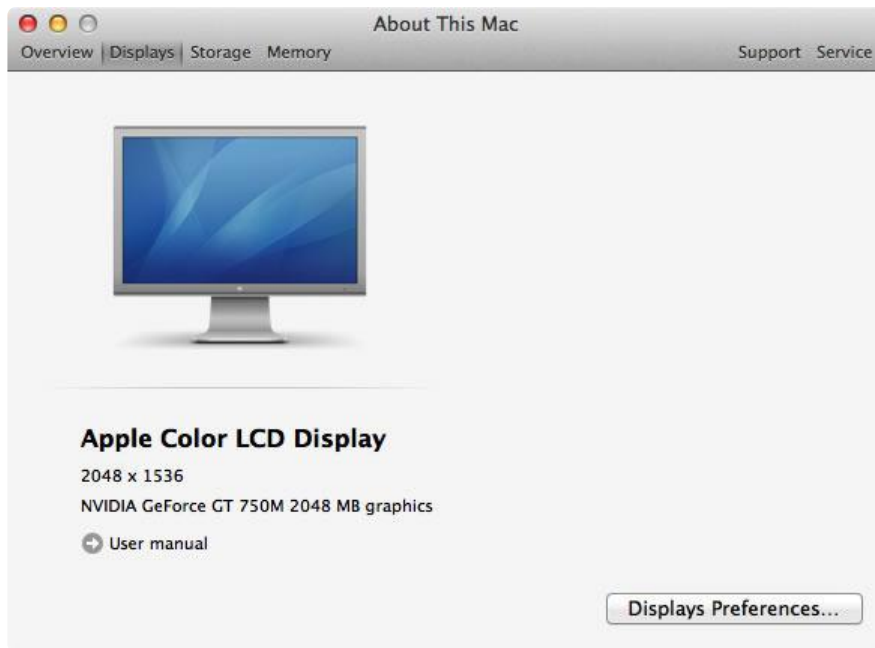 About This Mac
Overview Displays Storage Memory Support Service
Apple Color LCD Display
2048 x 1536
NVIDIA GeForce GT 750M 2048 MB graphics
User manual
Displays Preferences...